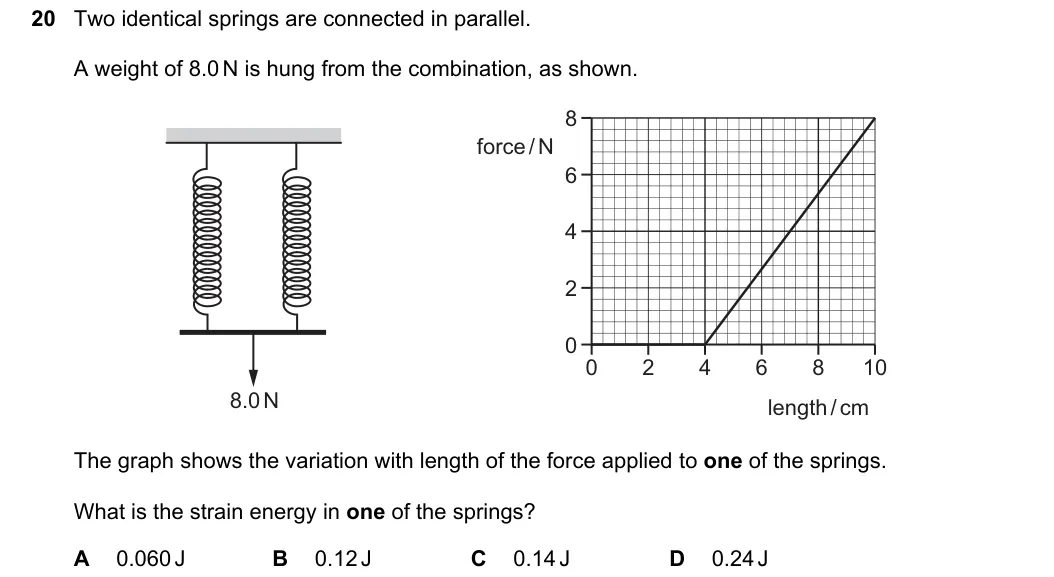 20 Two identical springs are connected in parallel.
A weight of 8.0 N is hung from the combination, as shown.
8.0 N
force / N
8
6
4
2
0
0 2 4 6 8 10
length / cm
The graph shows the variation with length of the force applied to one of the springs.
What is the strain energy in one of the springs?
A 0.060 J B 0.12 J C 0.14 J D 0.24 J